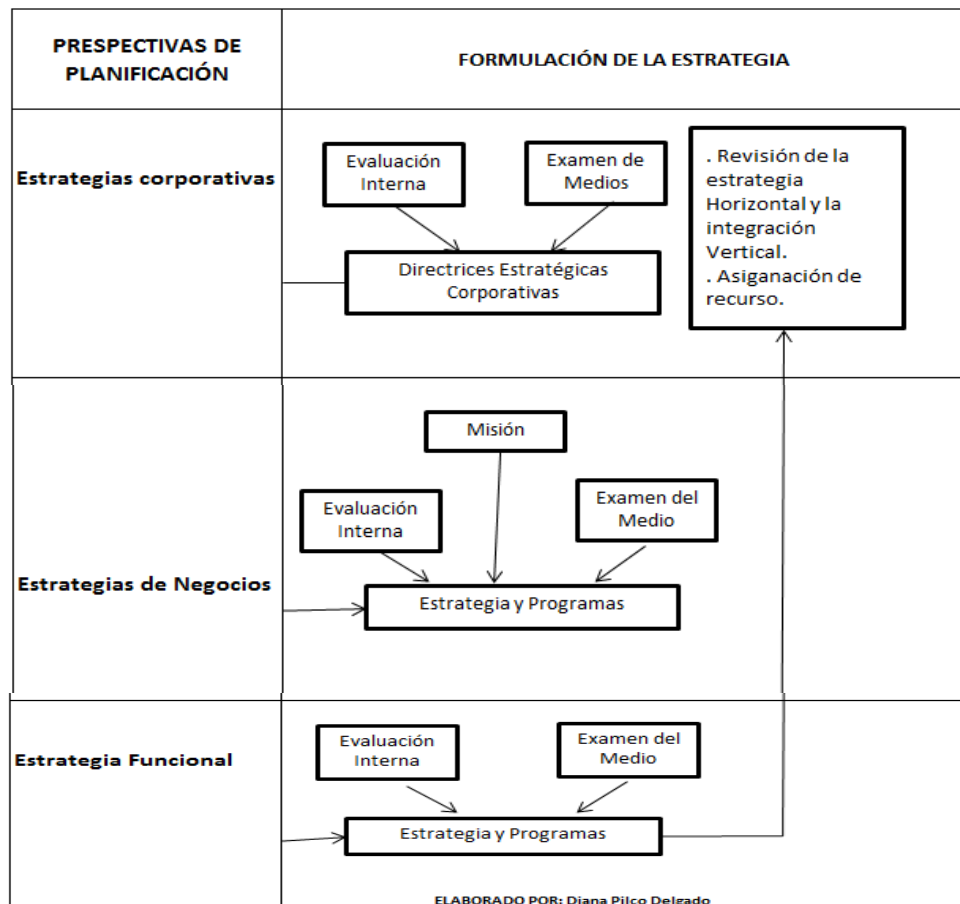 PRESPECTIVAS DE
PLANIFICACIÓN
FORMULACIÓN DE LA ESTRATEGIA
Estrategias corporativas
Evaluación
Interna
Examen de
Medios
Directrices Estratégicas
Corporativas
. Revisión de la
estrategia
Horizontal y la
integración
Vertical.
. Asiganación de
recurso.
Estrategias de Negocios
Misión
Evaluación
Interna
Examen del
Medio
Estrategia y Programas
Estrategia Funcional
Evaluación
Interna
Examen del
Medio
Estrategia y Programas
ELABORADO POR: Diana Pilco Delgado